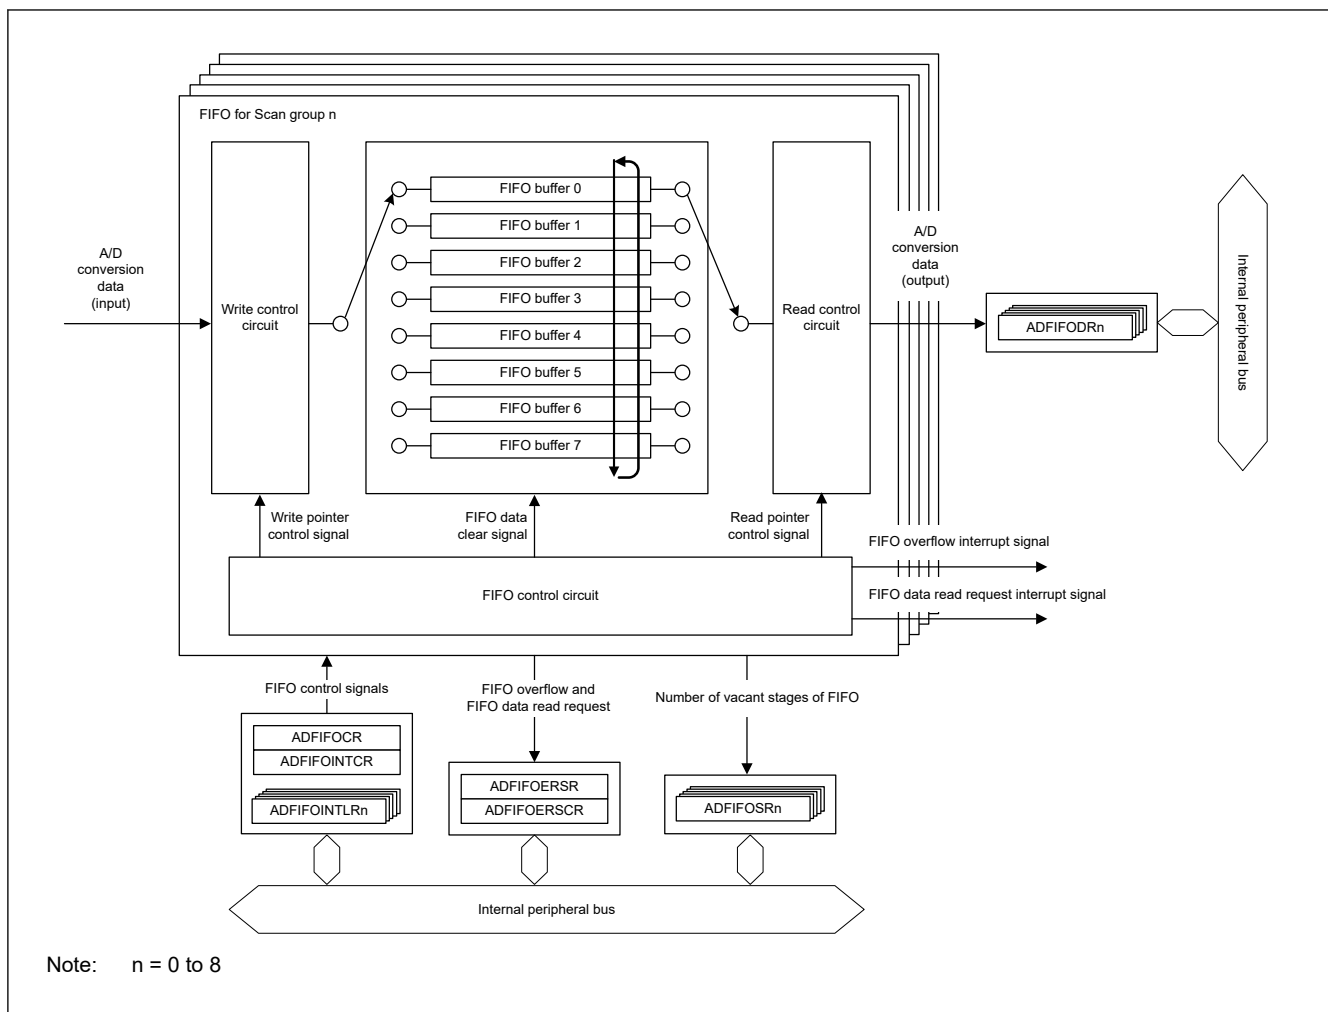 FIFO for Scan group n
A/D
conversion
data
(input)
Write control
circuit
FIFO buffer 0
FIFO buffer 1
FIFO buffer 2
FIFO buffer 3
FIFO buffer 4
FIFO buffer 5
FIFO buffer 6
FIFO buffer 7
Read control
circuit
A/D
conversion
data
(output)
ADFIFODRn
Internal peripheral bus
Write pointer
control signal
FIFO data
clear signal
Read pointer
control signal
FIFO overflow interrupt signal
FIFO data read request interrupt signal
FIFO control circuit
FIFO control signals
FIFO overflow and
FIFO data read request
Number of vacant stages of FIFO
ADFIFOCR
ADFIFOINTCR
ADFIFOINTLRn
ADFIFOERSR
ADFIFOERSCR
ADFIFOSRn
Internal peripheral bus
Note: n = 0 to 8